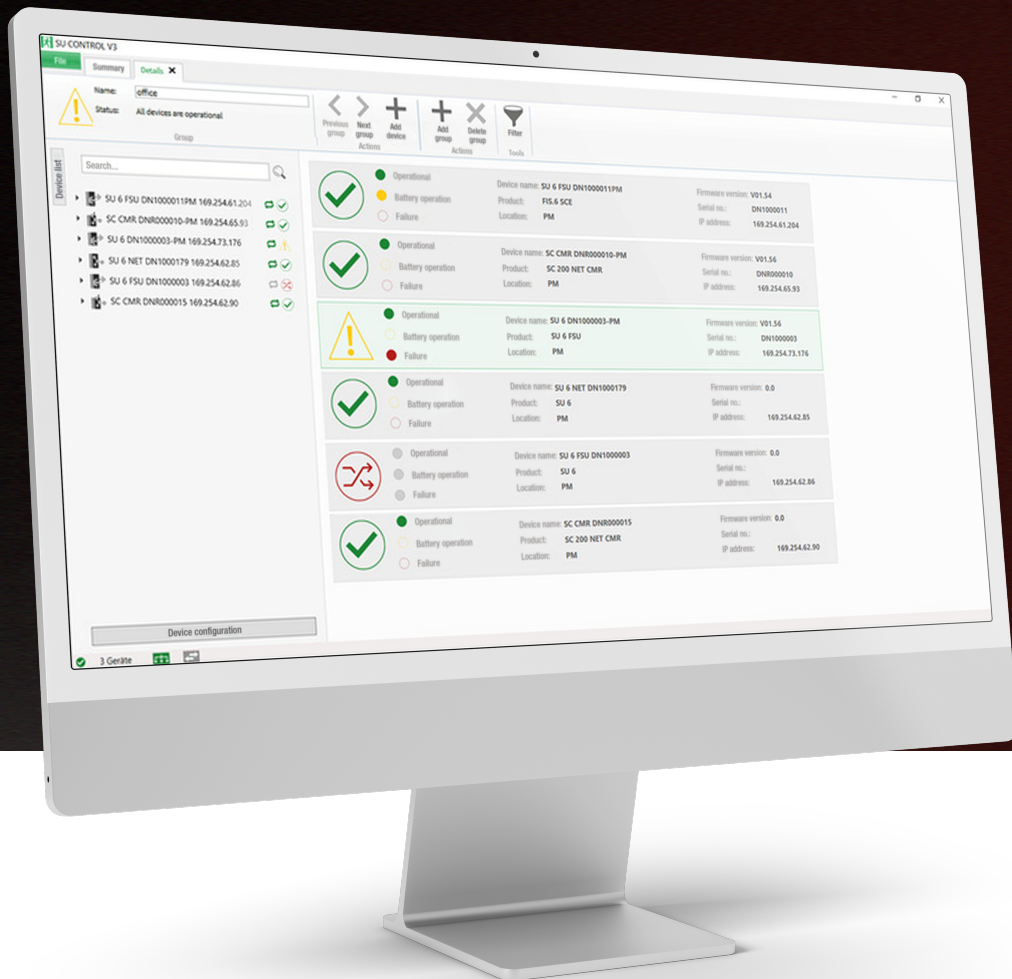 SU CONTROL V3
File
Summary
Details
Name: office
Status: All devices are operational
Group
Previous group
Next group
Add device
Actions
Add group
Delete group
Actions
Filter
Tools
Device list
Search...
SU 6 FSU DN1000011PM 169.254.61.204
SC CMR DNR000010-PM 169.254.65.93
SU 6 DN1000003-PM 169.254.73.176
SU 6 NET DN1000179 169.254.62.85
SU 6 FSU DN1000003 169.254.62.86
SC CMR DNR000015 169.254.62.90
Operational
Battery operation
Failure
Device name: SU 6 FSU DN1000011PM
Product: FIS.6 SCE
Location: PM
Firmware version: V01.54
Serial no.: DN1000011
IP address: 169.254.61.204
Operational
Battery operation
Failure
Device name: SC CMR DNR000010-PM
Product: SC 200 NET CMR
Location: PM
Firmware version: V01.56
Serial no.: DNR000010
IP address: 169.254.65.93
Operational
Battery operation
Failure
Device name: SU 6 DN1000003-PM
Product: SU 6 FSU
Location: PM
Firmware version: V01.56
Serial no.: DN1000003
IP address: 169.254.73.176
Operational
Battery operation
Failure
Device name: SU 6 NET DN1000179
Product: SU 6
Location: PM
Firmware version: 0.0
Serial no.:
IP address: 169.254.62.85
Operational
Battery operation
Failure
Device name: SU 6 FSU DN1000003
Product: SU 6
Location: PM
Firmware version: 0.0
Serial no.:
IP address: 169.254.62.86
Operational
Battery operation
Failure
Device name: SC CMR DNR000015
Product: SC 200 NET CMR
Location: PM
Firmware version: 0.0
Serial no.:
IP address: 169.254.62.90
Device configuration
3 Geräte